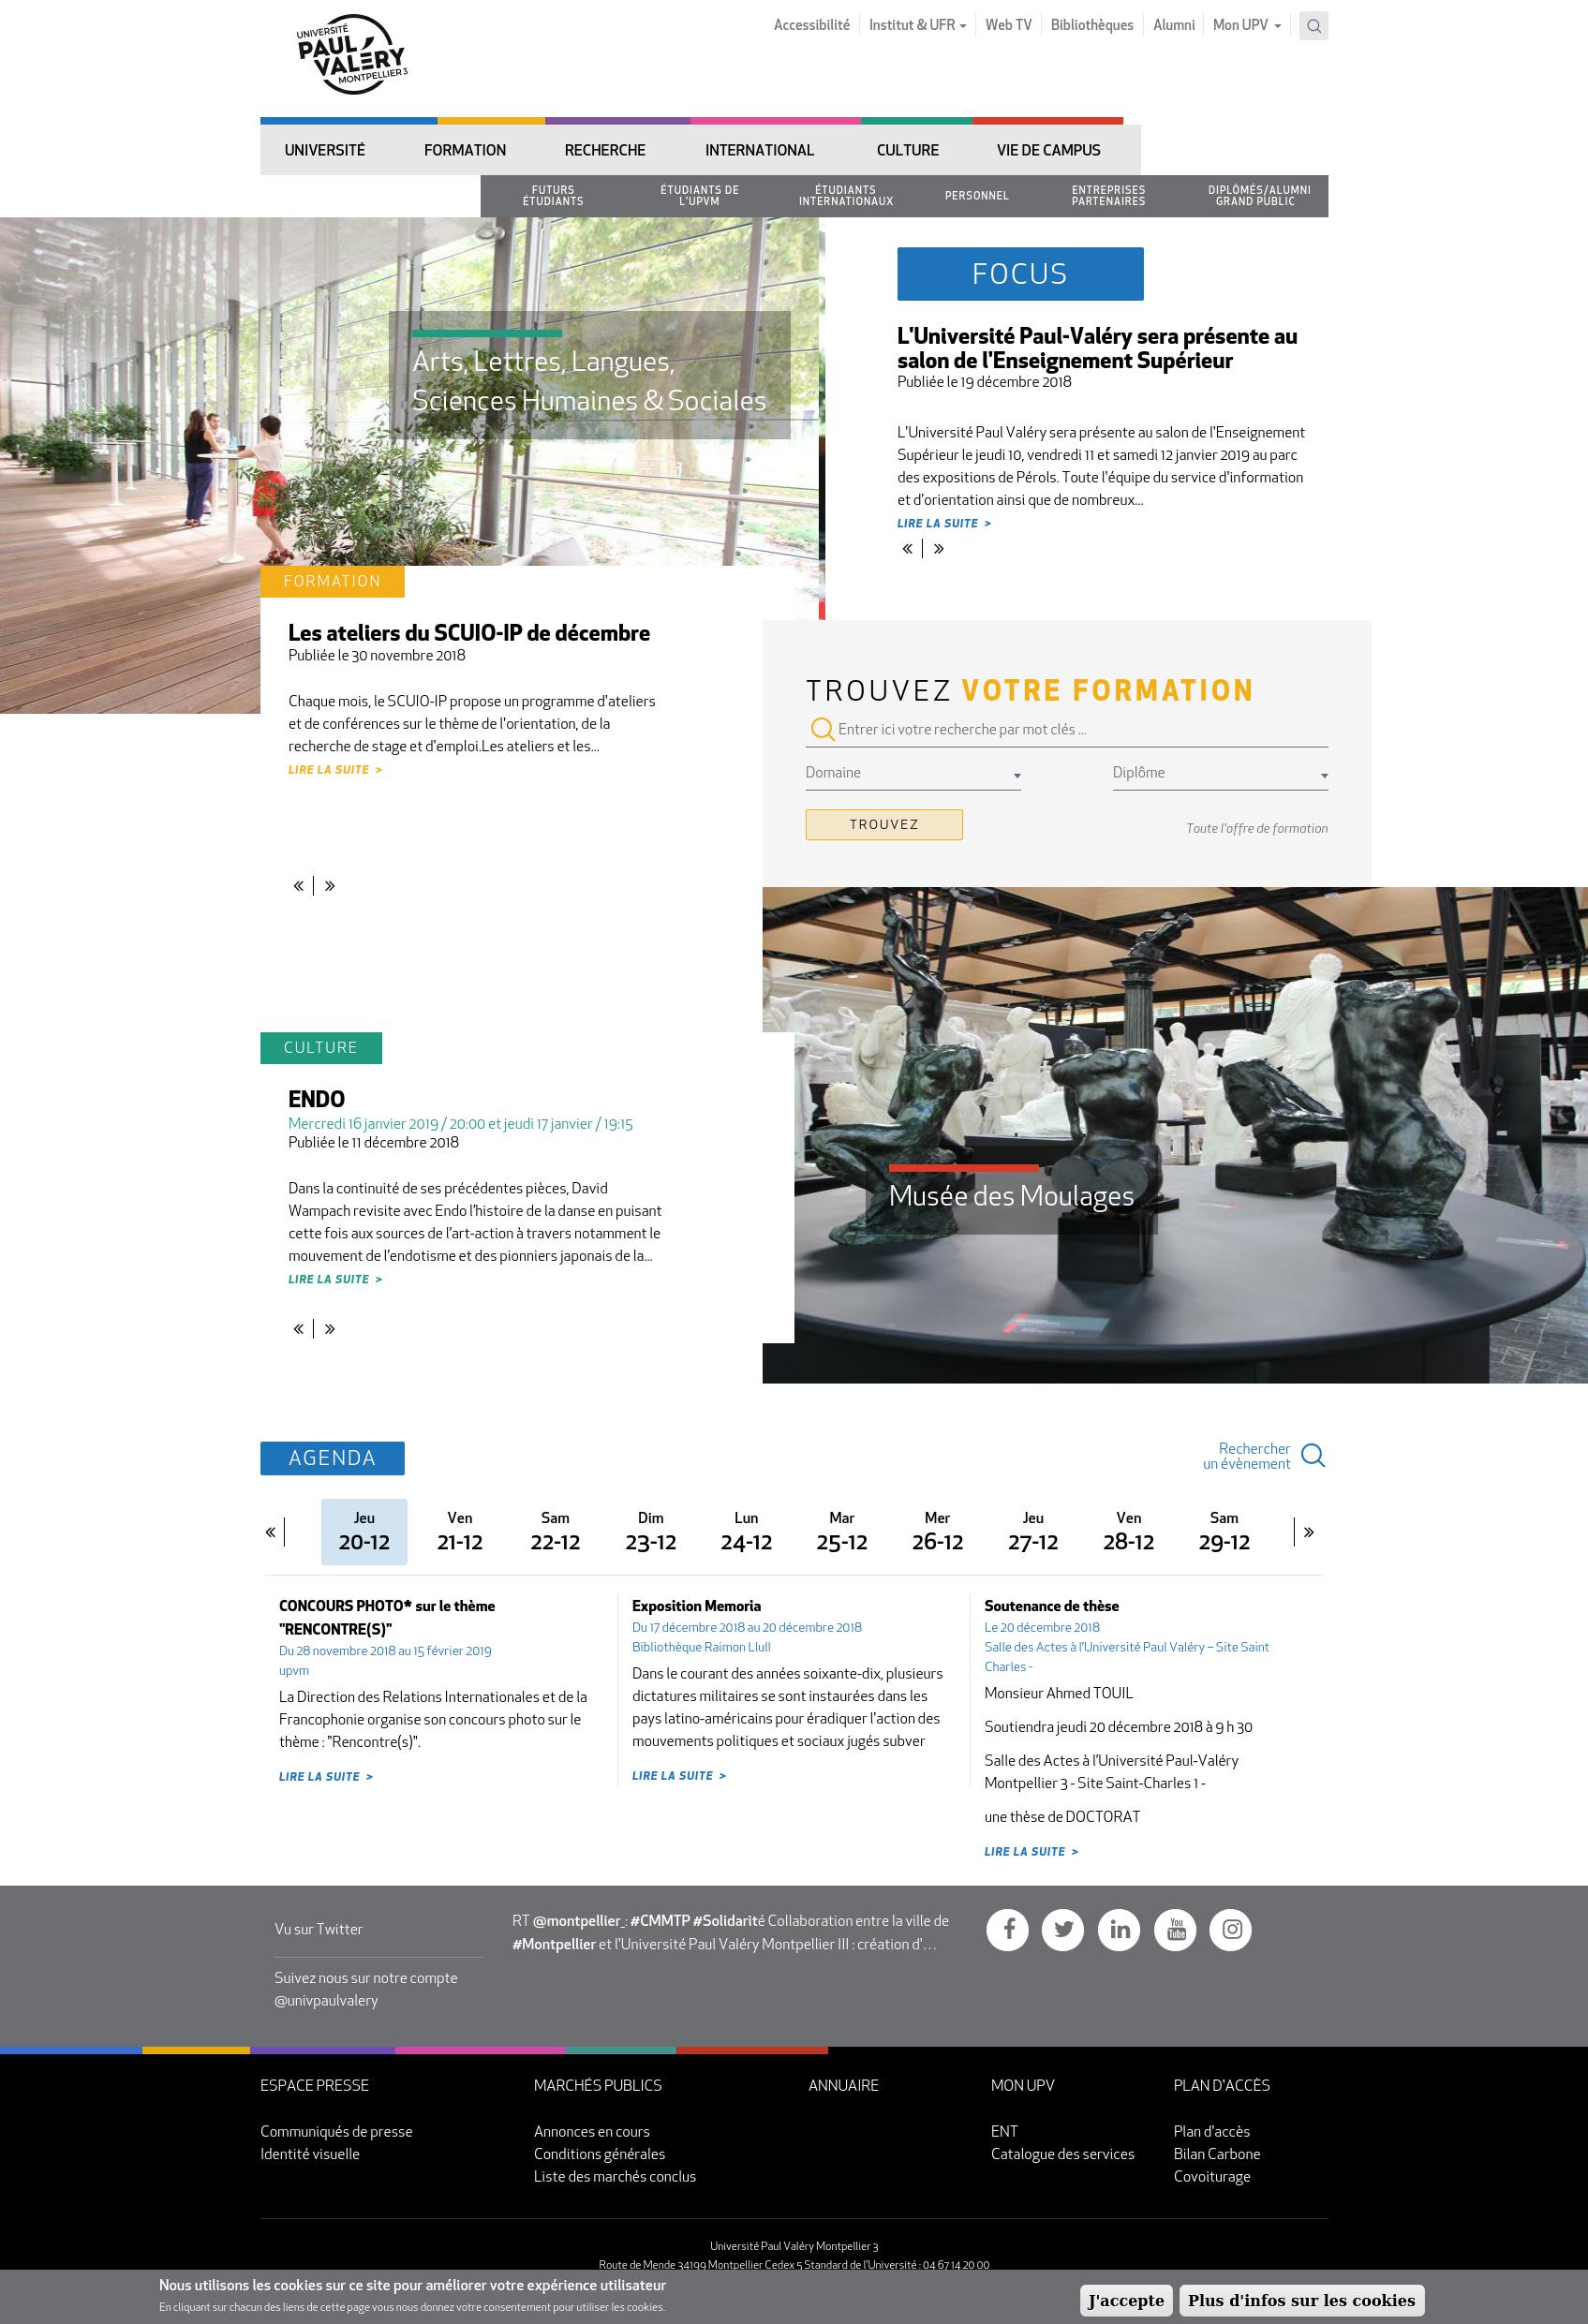 UNIVERSITÉ
PAUL
VALÉRY
MONTPELLIER 3
Accessibilité
Institut & UFR
Web TV
Bibliothèques
Alumni
Mon UPV
UNIVERSITÉ
FORMATION
RECHERCHE
INTERNATIONAL
CULTURE
VIE DE CAMPUS
FUTURS
ÉTUDIANTS
ÉTUDIANTS DE
L'UPVM
ÉTUDIANTS
INTERNATIONAUX
PERSONNEL
ENTREPRISES
PARTENAIRES
DIPLÔMÉS/ALUMNI
GRAND PUBLIC
Arts, Lettres, Langues,
Sciences Humaines & Sociales
FOCUS
L'Université Paul-Valéry sera présente au
salon de l'Enseignement Supérieur
Publiée le 19 décembre 2018
L'Université Paul Valéry sera présente au salon de l'Enseignement
Supérieur le jeudi 10, vendredi 11 et samedi 12 janvier 2019 au parc
des expositions de Pérols. Toute l'équipe du service d'information
et d'orientation ainsi que de nombreux...
LIRE LA SUITE >
« | »
FORMATION
Les ateliers du SCUIO-IP de décembre
Publiée le 30 novembre 2018
Chaque mois, le SCUIO-IP propose un programme d'ateliers
et de conférences sur le thème de l'orientation, de la
recherche de stage et d'emploi.Les ateliers et les...
LIRE LA SUITE >
« | »
TROUVEZ VOTRE FORMATION
Entrer ici votre recherche par mot clés ...
Domaine
Diplôme
TROUVEZ
Toute l'offre de formation
CULTURE
ENDO
Mercredi 16 janvier 2019 / 20:00 et jeudi 17 janvier / 19:15
Publiée le 11 décembre 2018
Dans la continuité de ses précédentes pièces, David
Wampach revisite avec Endo l’histoire de la danse en puisant
cette fois aux sources de l’art-action à travers notamment le
mouvement de l’endotisme et des pionniers japonais de la...
LIRE LA SUITE >
« | »
Musée des Moulages
AGENDA
Rechercher
un évènement
«
Jeu
20-12
Ven
21-12
Sam
22-12
Dim
23-12
Lun
24-12
Mar
25-12
Mer
26-12
Jeu
27-12
Ven
28-12
Sam
29-12
»
CONCOURS PHOTO* sur le thème
"RENCONTRE(S)"
Du 28 novembre 2018 au 15 février 2019
upvm
La Direction des Relations Internationales et de la
Francophonie organise son concours photo sur le
thème : "Rencontre(s)".
LIRE LA SUITE >
Exposition Memoria
Du 17 décembre 2018 au 20 décembre 2018
Bibliothèque Raimon Llull
Dans le courant des années soixante-dix, plusieurs
dictatures militaires se sont instaurées dans les
pays latino-américains pour éradiquer l'action des
mouvements politiques et sociaux jugés subver
LIRE LA SUITE >
Soutenance de thèse
Le 20 décembre 2018
Salle des Actes à l’Université Paul Valéry – Site Saint
Charles -
Monsieur Ahmed TOUIL
Soutiendra jeudi 20 décembre 2018 à 9 h 30
Salle des Actes à l’Université Paul-Valéry
Montpellier 3 - Site Saint-Charles 1 -
une thèse de DOCTORAT
LIRE LA SUITE >
Vu sur Twitter
Suivez nous sur notre compte
@univpaulvalery
RT @montpellier_: #CMMTP #Solidarité Collaboration entre la ville de
#Montpellier et l'Université Paul Valéry Montpellier III : création d'…
You
Tube
ESPACE PRESSE
Communiqués de presse
Identité visuelle
MARCHÉS PUBLICS
Annonces en cours
Conditions générales
Liste des marchés conclus
ANNUAIRE
MON UPV
ENT
Catalogue des services
PLAN D'ACCÈS
Plan d'accès
Bilan Carbone
Covoiturage
Université Paul Valéry Montpellier 3
Route de Mende 34199 Montpellier Cedex 5 Standard de l'Université : 04 67 14 20 00
Nous utilisons les cookies sur ce site pour améliorer votre expérience utilisateur
En cliquant sur chacun des liens de cette page vous nous donnez votre consentement pour utiliser les cookies.
J'accepte
Plus d'infos sur les cookies